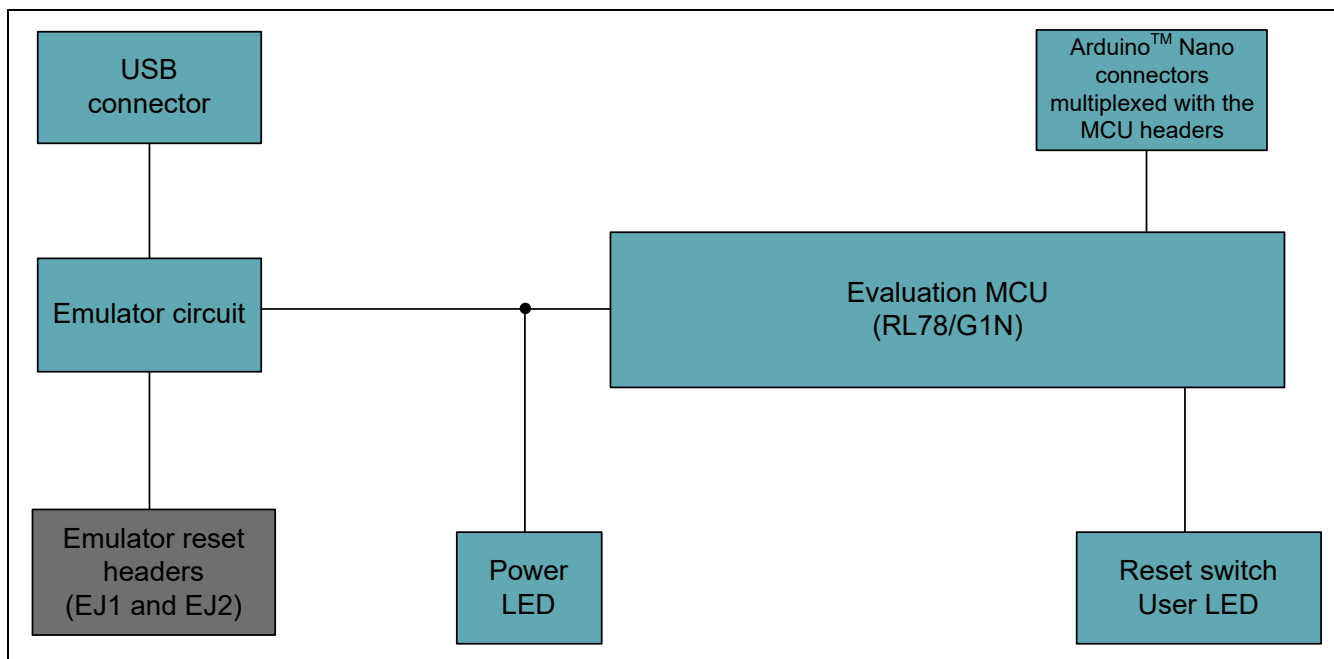 USB
connector
Arduino™ Nano
connectors
multiplexed with the
MCU headers
Emulator circuit
Evaluation MCU
(RL78/G1N)
Emulator reset
headers
(EJ1 and EJ2)
Power
LED
Reset switch
User LED